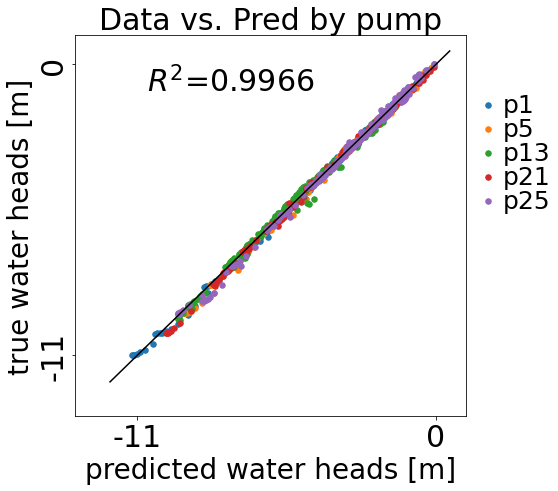 Data vs. Pred by pump
R²=0.9966
true water heads [m]
0
-11
-11
0
predicted water heads [m]
p1
p5
p13
p21
p25